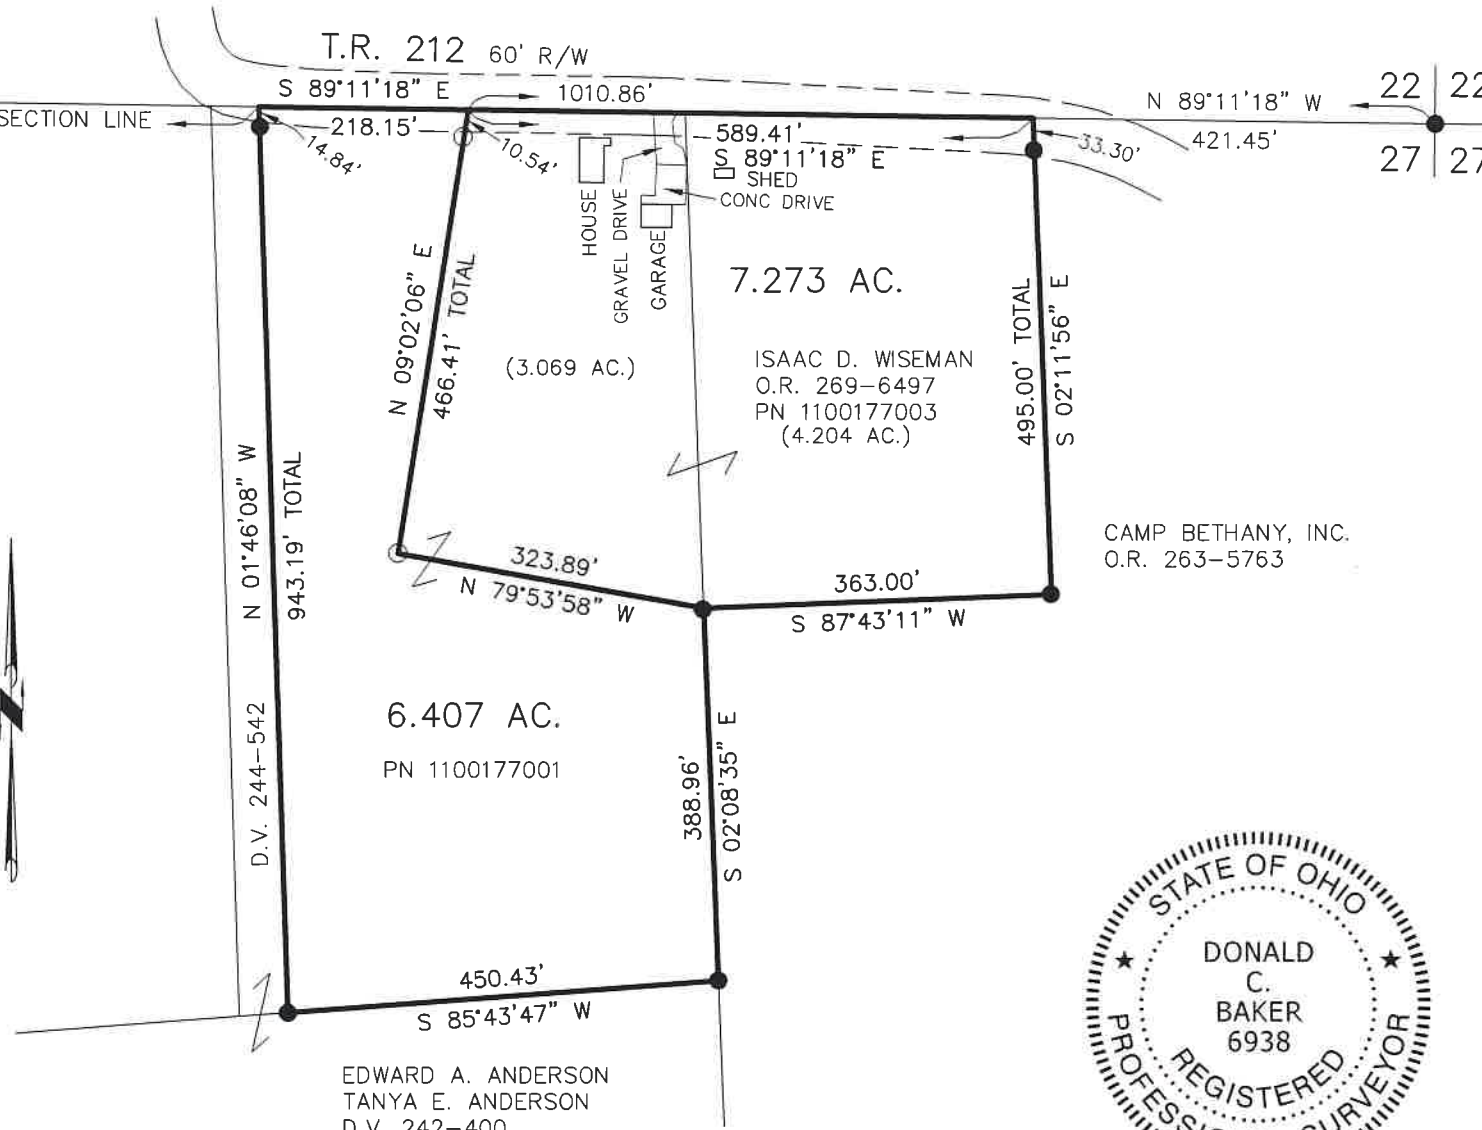 T.R. 212 60' R/W
S 89°11'18" E
1010.86'
N 89°11'18" W
421.45'
22 22
27 27
SECTION LINE
218.15'
14.84'
10.54'
589.41'
S 89°11'18" E
33.30'
SHED
CONC DRIVE
HOUSE
GRAVEL DRIVE
GARAGE
N 09°02'06" E
466.41' TOTAL
7.273 AC.
(3.069 AC.)
ISAAC D. WISEMAN
O.R. 269-6497
PN 1100177003
(4.204 AC.)
495.00' TOTAL
S 02°11'56" E
N 01°46'08" W
943.19' TOTAL
D.V. 244-542
323.89'
N 79°53'58" W
363.00'
S 87°43'11" W
CAMP BETHANY, INC.
O.R. 263-5763
6.407 AC.
PN 1100177001
388.96'
S 02°08'35" E
450.43'
S 85°43'47" W
EDWARD A. ANDERSON
TANYA E. ANDERSON
D.V. 242-400
STATE OF OHIO
DONALD
C.
BAKER
6938
REGISTERED